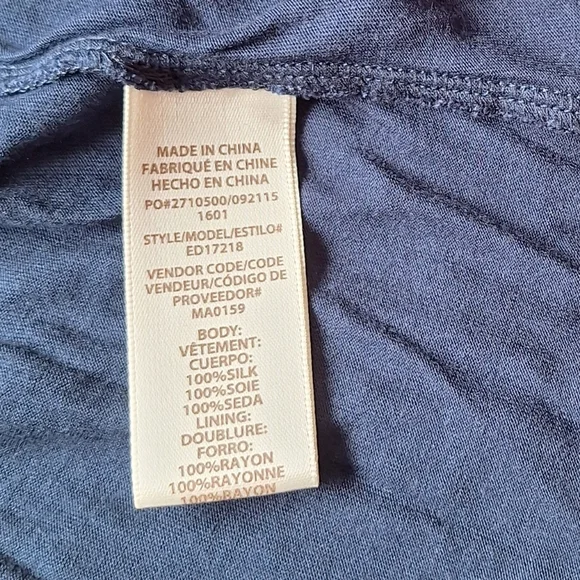 MADE IN CHINA
FABRIQUÉ EN CHINE
HECHO EN CHINA
PO#2710500/092115
1601
STYLE/MODEL/ESTILO#
ED17218
VENDOR CODE/CODE
VENDEUR/CÓDIGO DE
PROVEEDOR#
MA0159
BODY:
VÊTEMENT:
CUERPO:
100%SILK
100%SOIE
100%SEDA
LINING:
DOUBLURE:
FORRO:
100%RAYON
100%RAYONNE
100%RAYON